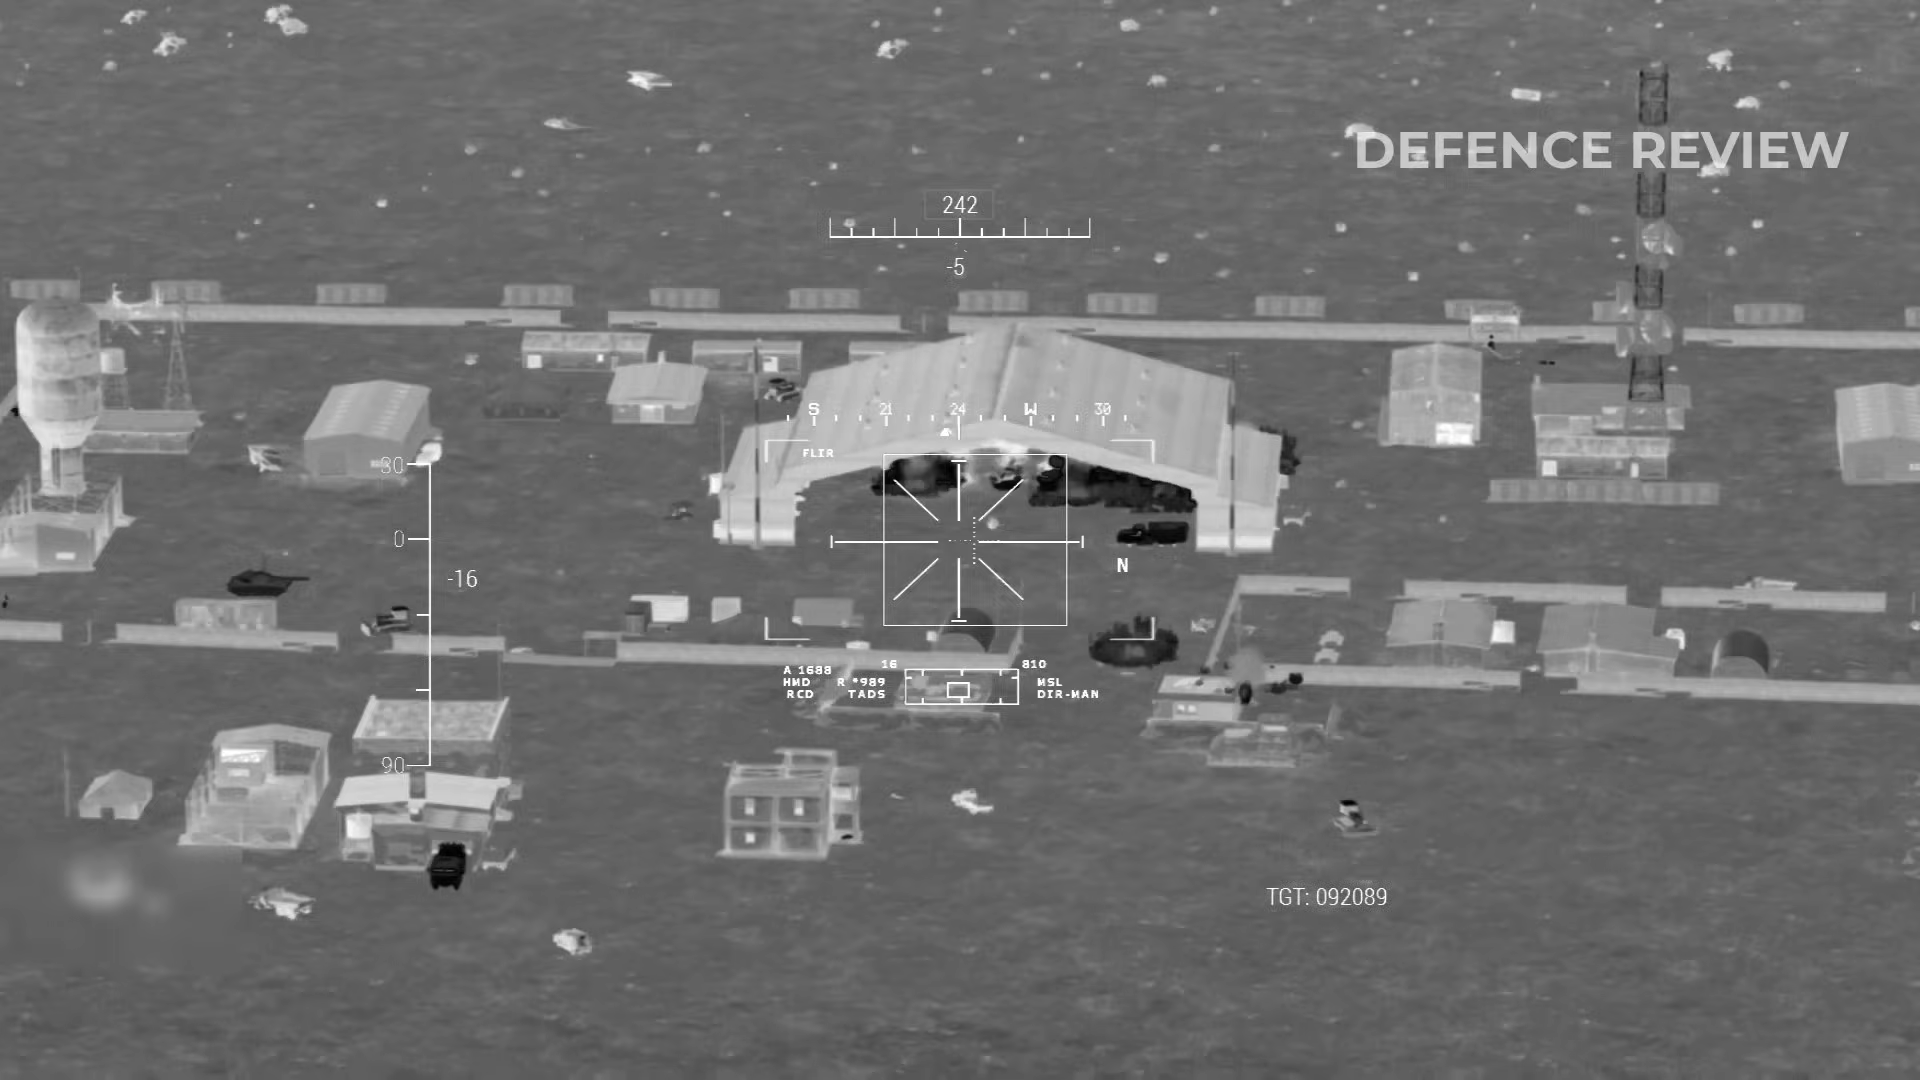 DEFENCE REVIEW
242
-5
S 21 24 W 30
FLIR
30
0
-16
90
N
A 1688 16 810
HMD R *989 MSL
RCD TADS DIR-MAN
TGT: 092089